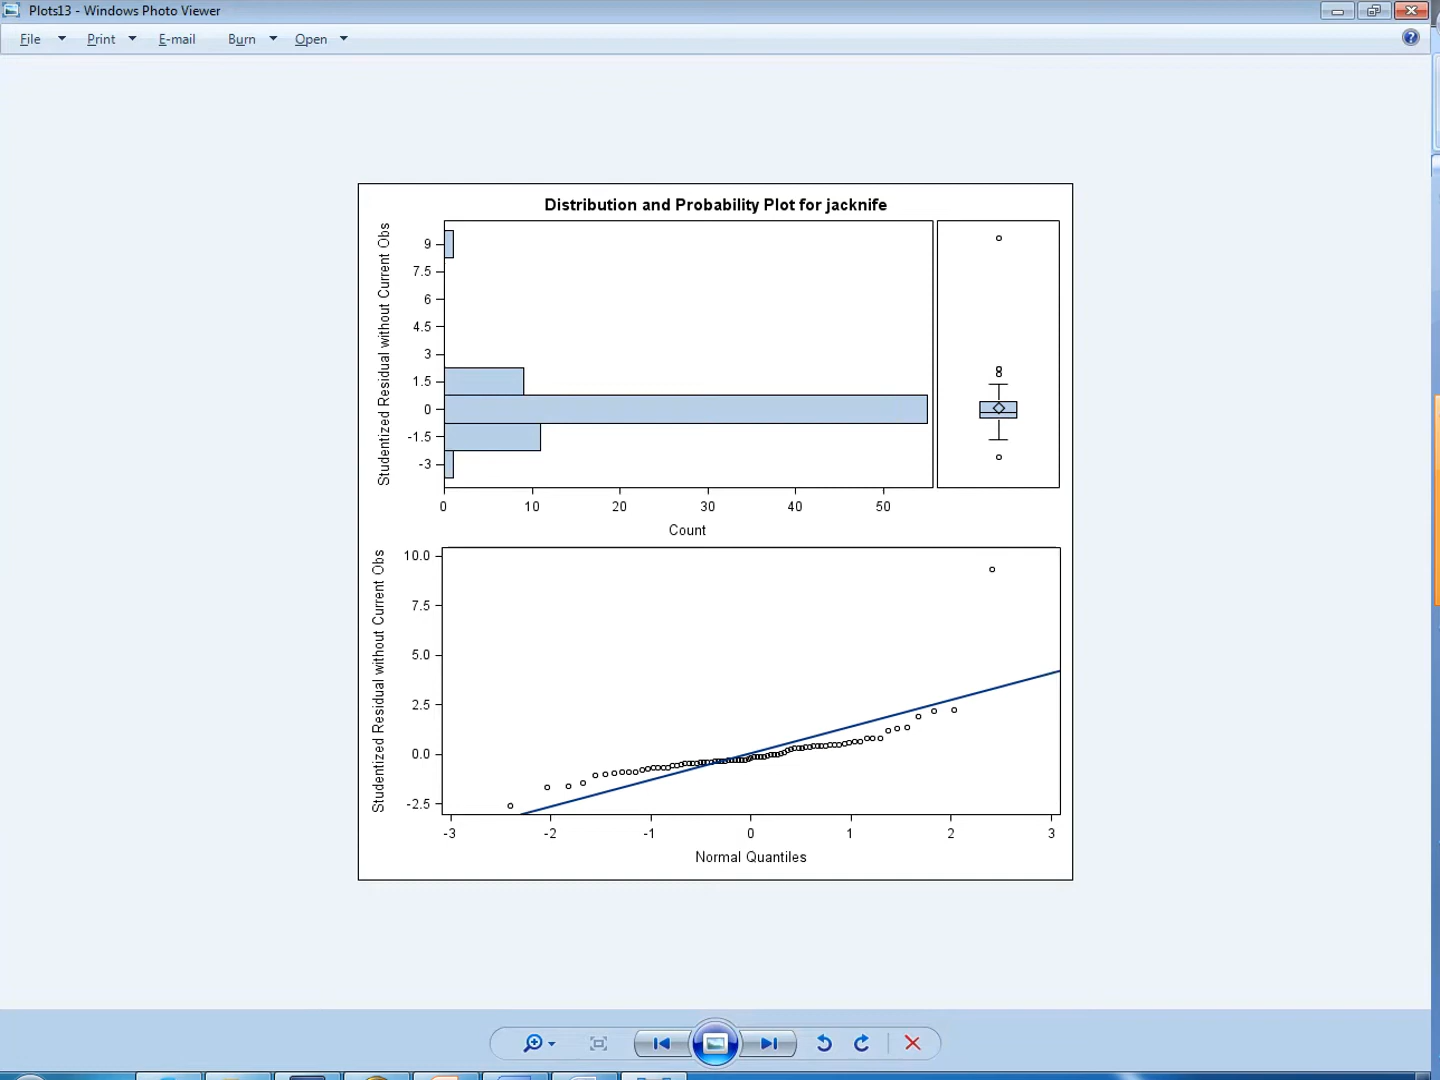 Plots13 - Windows Photo Viewer
File Print E-mail Burn Open
Distribution and Probability Plot for jacknife
Studentized Residual without Current Obs
9
7.5
6
4.5
3
1.5
0
-1.5
-3
0 10 20 30 40 50
Count
Studentized Residual without Current Obs
10.0
7.5
5.0
2.5
0.0
-2.5
-3 -2 -1 0 1 2 3
Normal Quantiles